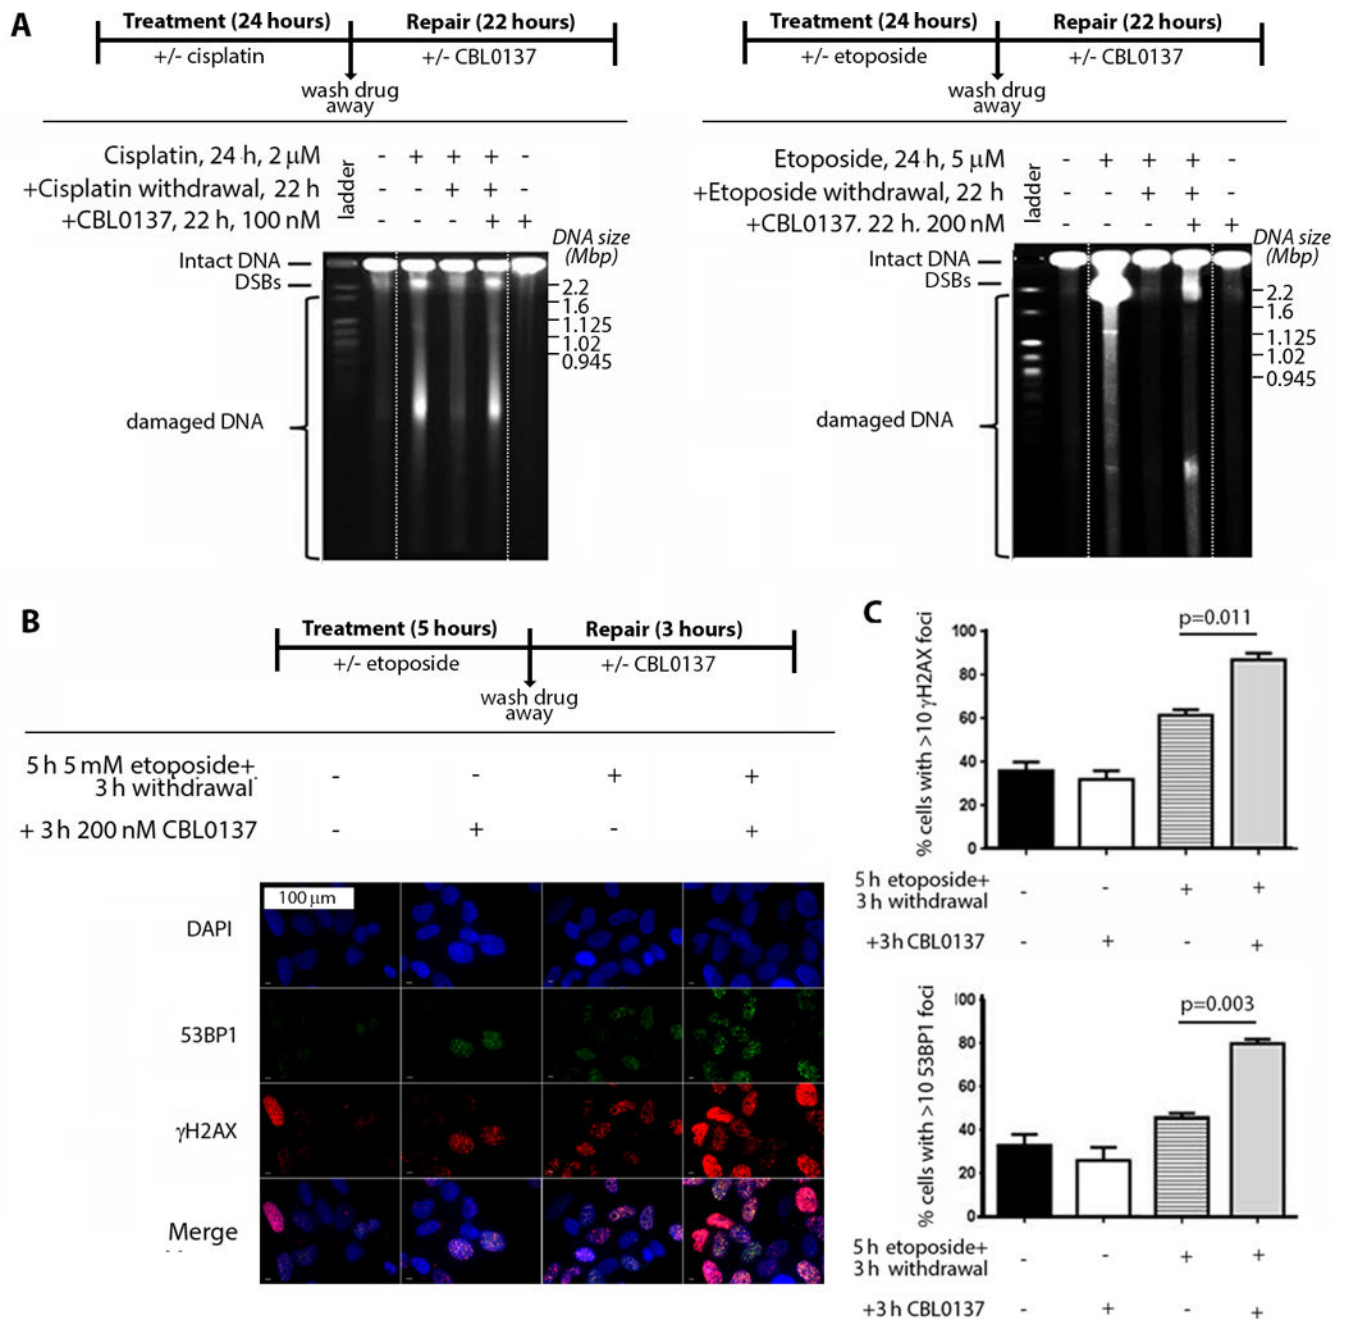 A
Treatment (24 hours) Repair (22 hours)
+/- cisplatin +/- CBL0137
wash drug
away
Cisplatin, 24 h, 2 µM - + + + -
+Cisplatin withdrawal, 22 h - - + + -
+CBL0137, 22 h, 100 nM - - - + +
ladder
DNA size
(Mbp)
Intact DNA
DSBs
2.2
1.6
1.125
1.02
0.945
damaged DNA
Treatment (24 hours) Repair (22 hours)
+/- etoposide +/- CBL0137
wash drug
away
Etoposide, 24 h, 5 µM - + + + -
+Etoposide withdrawal, 22 h - - + + -
+CBL0137. 22 h. 200 nM - - - + +
ladder
DNA size
(Mbp)
Intact DNA
DSBs
2.2
1.6
1.125
1.02
0.945
damaged DNA
B
Treatment (5 hours) Repair (3 hours)
+/- etoposide +/- CBL0137
wash drug
away
5 h 5 mM etoposide+
3 h withdrawal - - + +
+ 3 h 200 nM CBL0137 - + - +
100 µm
DAPI
53BP1
γH2AX
Merge
C
% cells with >10 γH2AX foci
p=0.011
100
80
60
40
20
0
5 h etoposide+
3 h withdrawal - - + +
+3 h CBL0137 - + - +
% cells with >10 53BP1 foci
p=0.003
100
80
60
40
20
0
5 h etoposide+
3 h withdrawal - - + +
+3 h CBL0137 - + - +